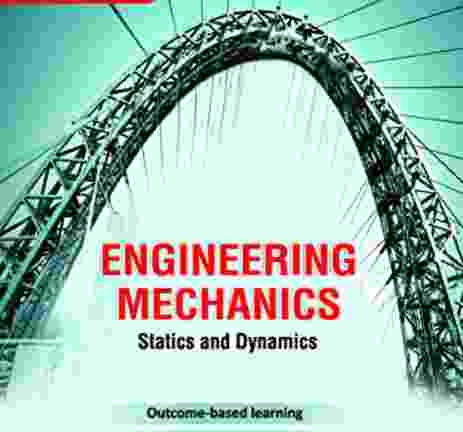 ENGINEERING
MECHANICS
Statics and Dynamics
Outcome-based learning